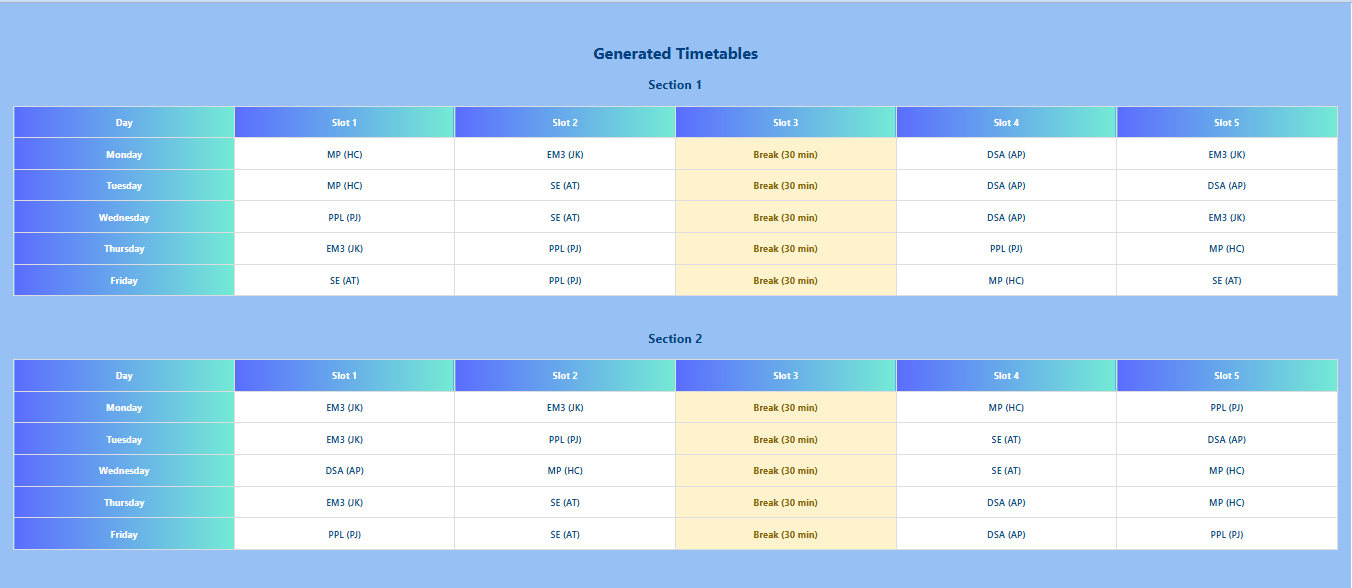 Generated Timetables
Section 1
Day Slot 1 Slot 2 Slot 3 Slot 4 Slot 5
Monday MP (HC) EM3 (JK) Break (30 min) DSA (AP) EM3 (JK)
Tuesday MP (HC) SE (AT) Break (30 min) DSA (AP) DSA (AP)
Wednesday PPL (PJ) SE (AT) Break (30 min) DSA (AP) EM3 (JK)
Thursday EM3 (JK) PPL (PJ) Break (30 min) PPL (PJ) MP (HC)
Friday SE (AT) PPL (PJ) Break (30 min) MP (HC) SE (AT)
Section 2
Day Slot 1 Slot 2 Slot 3 Slot 4 Slot 5
Monday EM3 (JK) EM3 (JK) Break (30 min) MP (HC) PPL (PJ)
Tuesday EM3 (JK) PPL (PJ) Break (30 min) SE (AT) DSA (AP)
Wednesday DSA (AP) MP (HC) Break (30 min) SE (AT) MP (HC)
Thursday EM3 (JK) SE (AT) Break (30 min) DSA (AP) MP (HC)
Friday PPL (PJ) SE (AT) Break (30 min) DSA (AP) PPL (PJ)